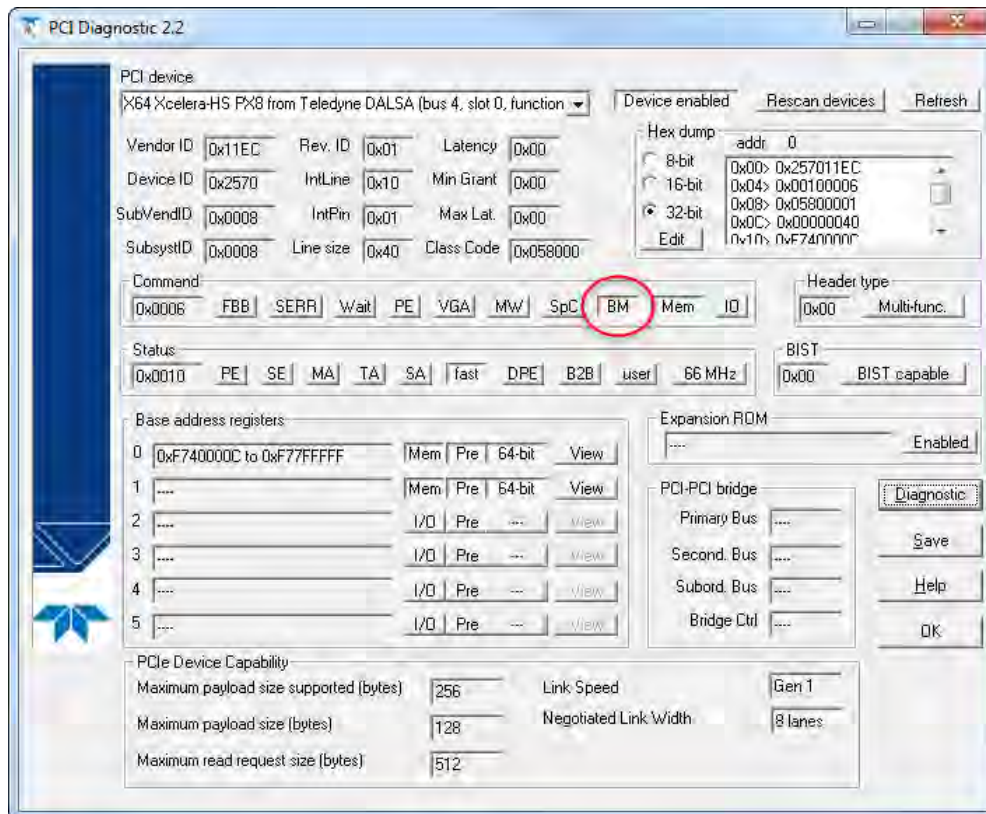 PCI Diagnostic 2.2
PCI device
X64 Xcelera-HS PX8 from Teledyne DALSA (bus 4, slot 0, function
Device enabled Rescan devices Refresh
Vendor ID 0x11EC Rev. ID 0x01 Latency 0x00
Device ID 0x2570 IntLine 0x10 Min Grant 0x00
SubVendID 0x0008 IntPin 0x01 Max Lat. 0x00
SubsystID 0x0008 Line size 0x40 Class Code 0x058000
Hex dump
addr 0
8-bit
16-bit
32-bit
Edit
0x00> 0x257011EC
0x04> 0x00100006
0x08> 0x05800001
0x0C> 0x00000040
0x10> 0xF740000C
Command
0x0006 FBB SERR Wait PE VGA MW SpC BM Mem IO
Header type
0x00 Multi-func.
Status
0x0010 PE SE MA TA SA fast DPE B2B user 66 MHz
BIST
0x00 BIST capable
Base address registers
0 0xF740000C to 0xF77FFFFF Mem Pre 64-bit View
1 ---- Mem Pre 64-bit View
2 ---- I/O Pre --- View
3 ---- I/O Pre --- View
4 ---- I/O Pre --- View
5 ---- I/O Pre --- View
Expansion ROM
---- Enabled
PCI-PCI bridge
Primary Bus ----
Second. Bus ----
Subord. Bus ----
Bridge Ctrl ----
Diagnostic
Save
Help
OK
PCIe Device Capability
Maximum payload size supported (bytes) 256 Link Speed Gen 1
Maximum payload size (bytes) 128 Negotiated Link Width 8 lanes
Maximum read request size (bytes) 512